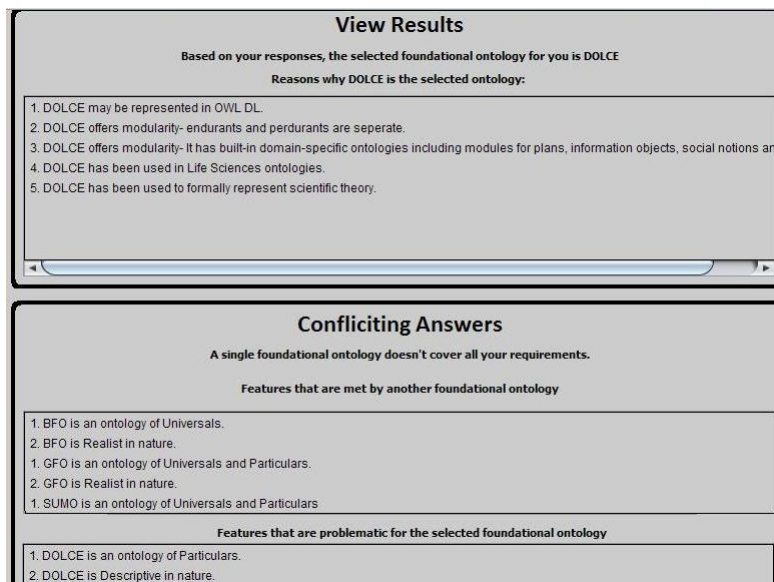 View Results
Based on your responses, the selected foundational ontology for you is DOLCE
Reasons why DOLCE is the selected ontology:
1. DOLCE may be represented in OWL DL.
2. DOLCE offers modularity- endurants and perdurants are seperate.
3. DOLCE offers modularity- It has built-in domain-specific ontologies including modules for plans, information objects, social notions an
4. DOLCE has been used in Life Sciences ontologies.
5. DOLCE has been used to formally represent scientific theory.
Confliciting Answers
A single foundational ontology doesn't cover all your requirements.
Features that are met by another foundational ontology
1. BFO is an ontology of Universals.
2. BFO is Realist in nature.
1. GFO is an ontology of Universals and Particulars.
2. GFO is Realist in nature.
1. SUMO is an ontology of Universals and Particulars
Features that are problematic for the selected foundational ontology
1. DOLCE is an ontology of Particulars.
2. DOLCE is Descriptive in nature.